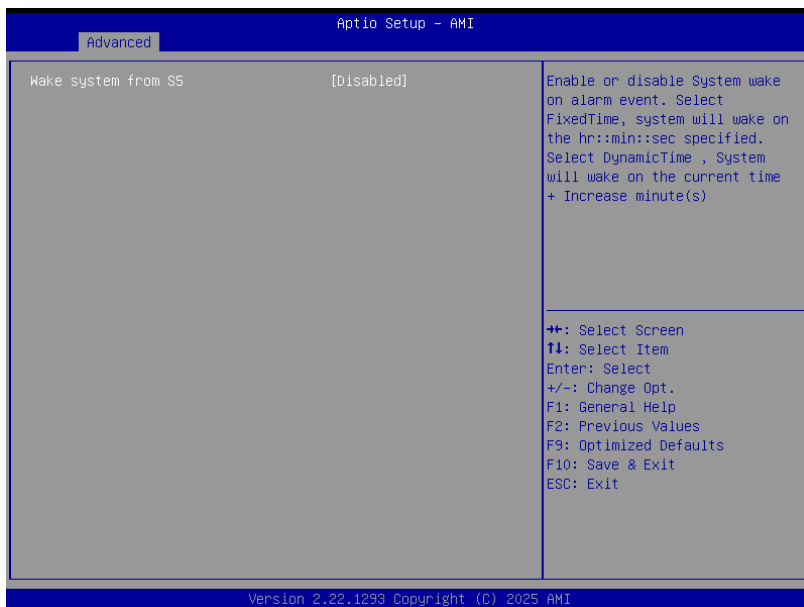 Aptio Setup - AMI
Advanced
Wake system from S5 [Disabled]
Enable or disable System wake
on alarm event. Select
FixedTime, system will wake on
the hr::min::sec specified.
Select DynamicTime , System
will wake on the current time
+ Increase minute(s)
→←: Select Screen
↑↓: Select Item
Enter: Select
+/-: Change Opt.
F1: General Help
F2: Previous Values
F9: Optimized Defaults
F10: Save & Exit
ESC: Exit
Version 2.22.1293 Copyright (C) 2025 AMI